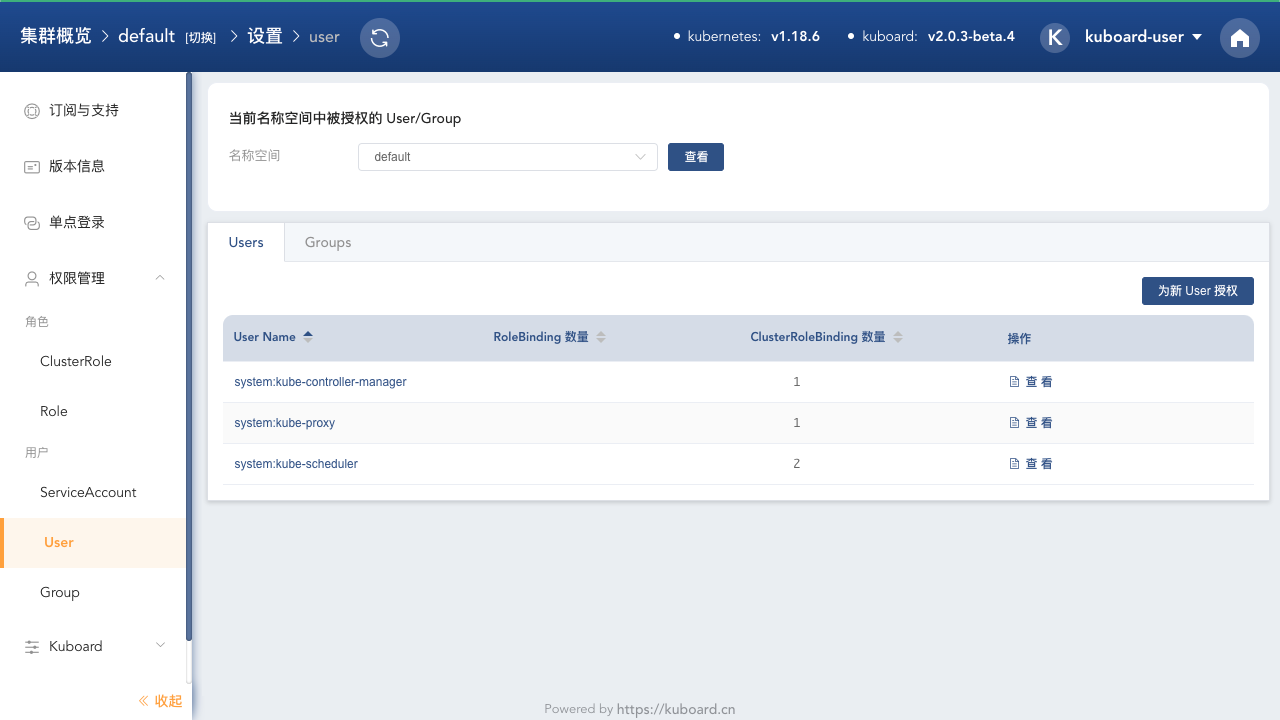 集群概览 default [切换] 设置 user kubernetes: v1.18.6 kuboard: v2.0.3-beta.4 K kuboard-user
订阅与支持
版本信息
单点登录
权限管理
角色
ClusterRole
Role
用户
ServiceAccount
User
Group
Kuboard
收起
当前名称空间中被授权的 User/Group
名称空间 default 查看
Users Groups
为新 User 授权
User Name RoleBinding 数量 ClusterRoleBinding 数量 操作
system:kube-controller-manager 1 查 看
system:kube-proxy 1 查 看
system:kube-scheduler 2 查 看
Powered by https://kuboard.cn